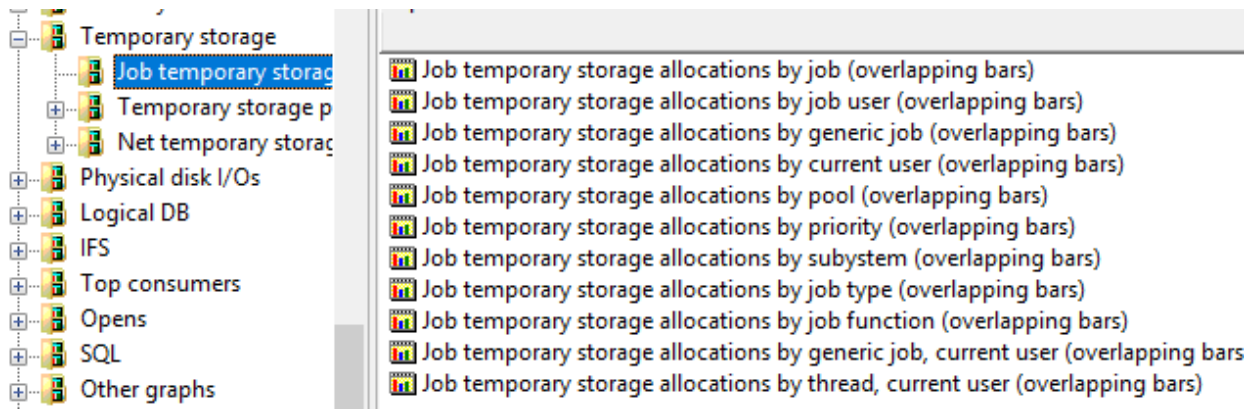 Temporary storage
Job temporary storag
Temporary storage p
Net temporary storag
Physical disk I/Os
Logical DB
IFS
Top consumers
Opens
SQL
Other graphs
Job temporary storage allocations by job (overlapping bars)
Job temporary storage allocations by job user (overlapping bars)
Job temporary storage allocations by generic job (overlapping bars)
Job temporary storage allocations by current user (overlapping bars)
Job temporary storage allocations by pool (overlapping bars)
Job temporary storage allocations by priority (overlapping bars)
Job temporary storage allocations by subystem (overlapping bars)
Job temporary storage allocations by job type (overlapping bars)
Job temporary storage allocations by job function (overlapping bars)
Job temporary storage allocations by generic job, current user (overlapping bars
Job temporary storage allocations by thread, current user (overlapping bars)